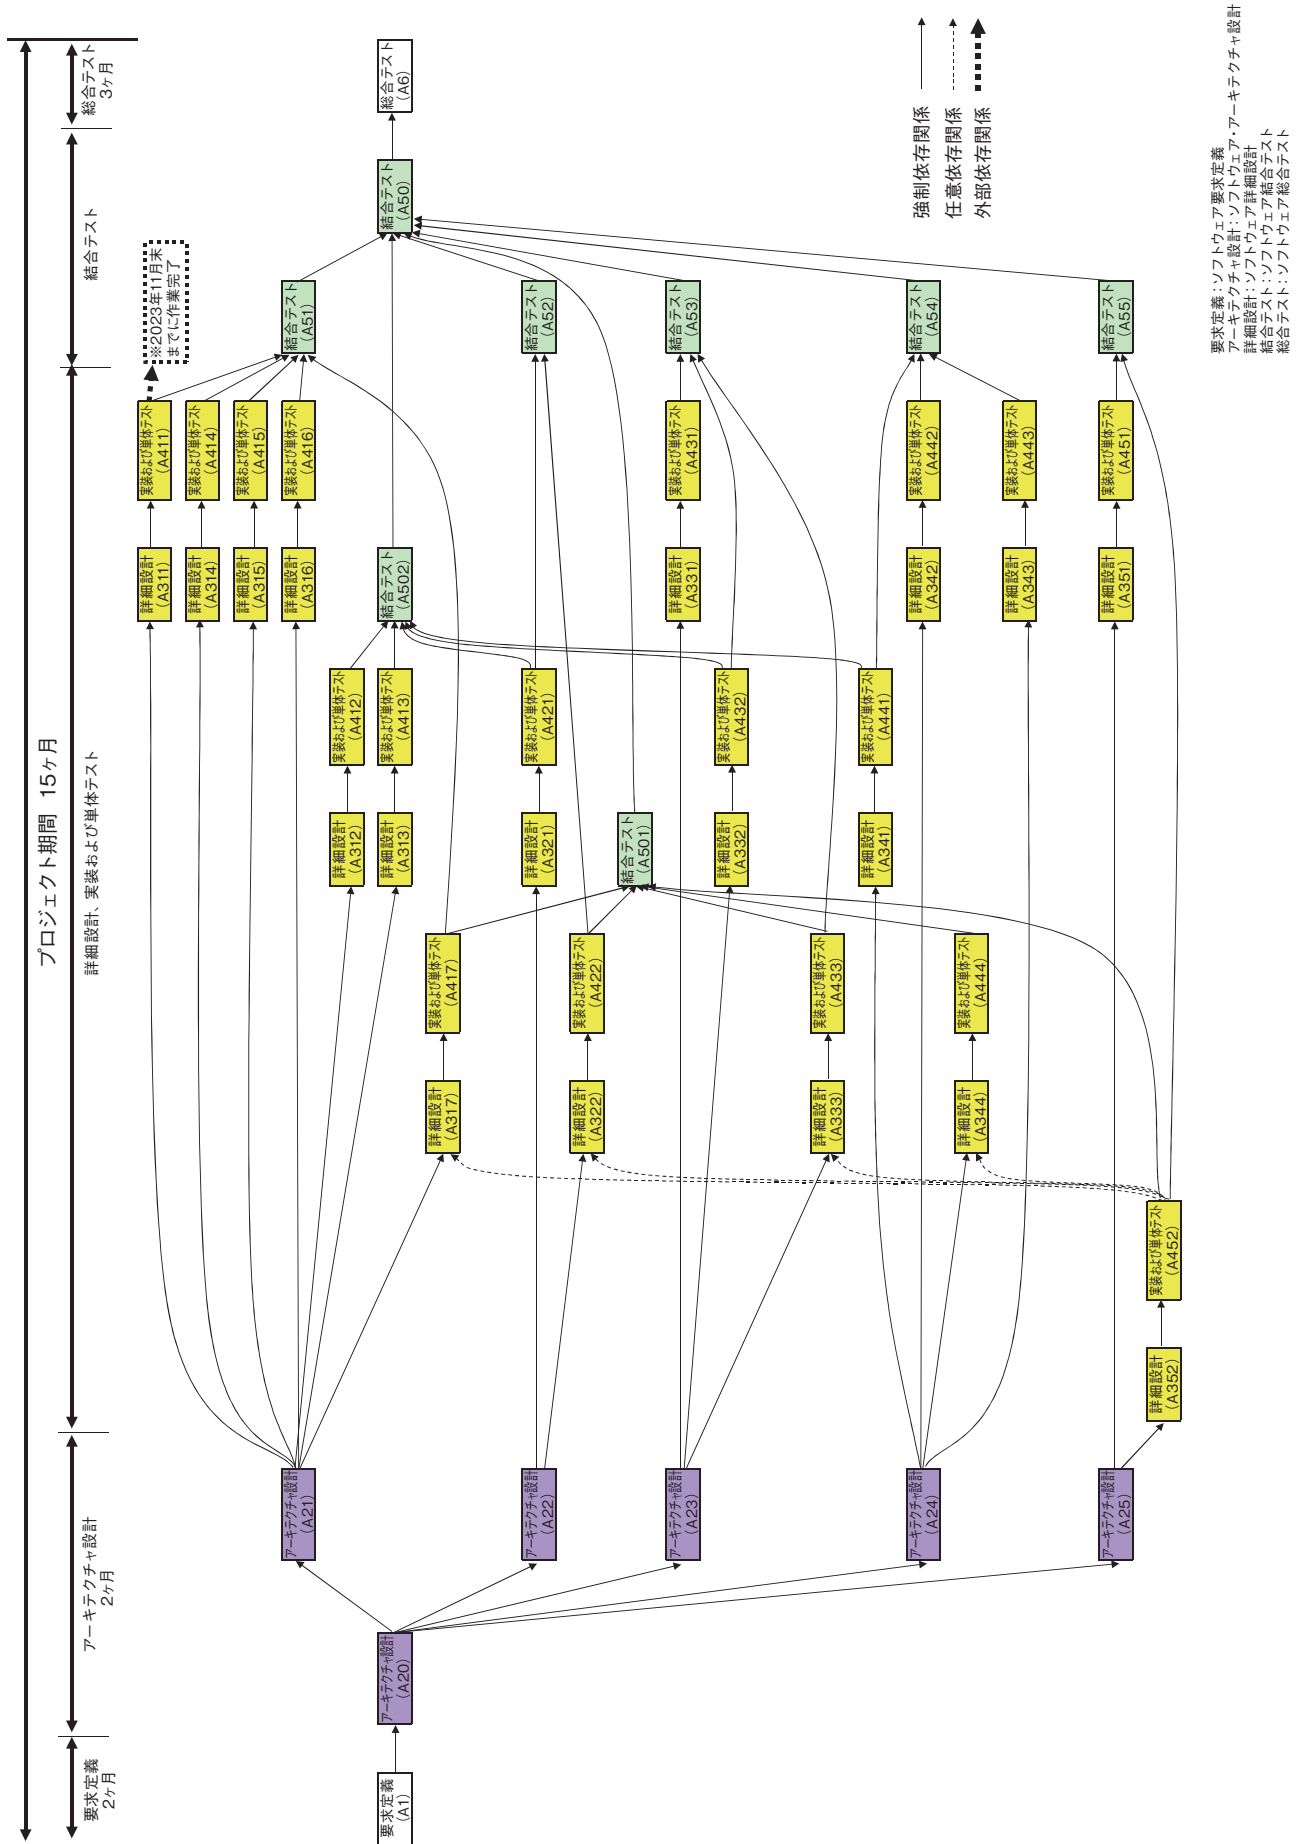 プロジェクト期間 15ヶ月
要求定義
2ヶ月
アーキテクチャ設計
2ヶ月
詳細設計、実装および単体テスト
結合テスト
総合テスト
3ヶ月
要求定義
(A1)
アーキテクチャ設計
(A20)
アーキテクチャ設計
(A21)
アーキテクチャ設計
(A22)
アーキテクチャ設計
(A23)
アーキテクチャ設計
(A24)
アーキテクチャ設計
(A25)
詳細設計
(A352)
実装および単体テスト
(A452)
詳細設計
(A317)
詳細設計
(A322)
詳細設計
(A333)
詳細設計
(A344)
実装および単体テスト
(A417)
実装および単体テスト
(A422)
実装および単体テスト
(A433)
実装および単体テスト
(A444)
詳細設計
(A312)
詳細設計
(A313)
詳細設計
(A321)
結合テスト
(A501)
詳細設計
(A332)
詳細設計
(A341)
実装および単体テスト
(A412)
実装および単体テスト
(A413)
実装および単体テスト
(A421)
実装および単体テスト
(A432)
実装および単体テスト
(A441)
詳細設計
(A311)
詳細設計
(A314)
詳細設計
(A315)
詳細設計
(A316)
結合テスト
(A502)
詳細設計
(A331)
詳細設計
(A342)
詳細設計
(A343)
詳細設計
(A351)
実装および単体テスト
(A411)
実装および単体テスト
(A414)
実装および単体テスト
(A415)
実装および単体テスト
(A416)
実装および単体テスト
(A431)
実装および単体テスト
(A442)
実装および単体テスト
(A443)
実装および単体テスト
(A451)
※2023年11月末
までに作業完了
結合テスト
(A51)
結合テスト
(A52)
結合テスト
(A53)
結合テスト
(A54)
結合テスト
(A55)
結合テスト
(A50)
総合テスト
(A6)
強制依存関係
任意依存関係
外部依存関係
要求定義：ソフトウェア要求定義
アーキテクチャ設計：ソフトウェア・アーキテクチャ設計
詳細設計：ソフトウェア詳細設計
結合テスト：ソフトウェア結合テスト
総合テスト：ソフトウェア総合テスト